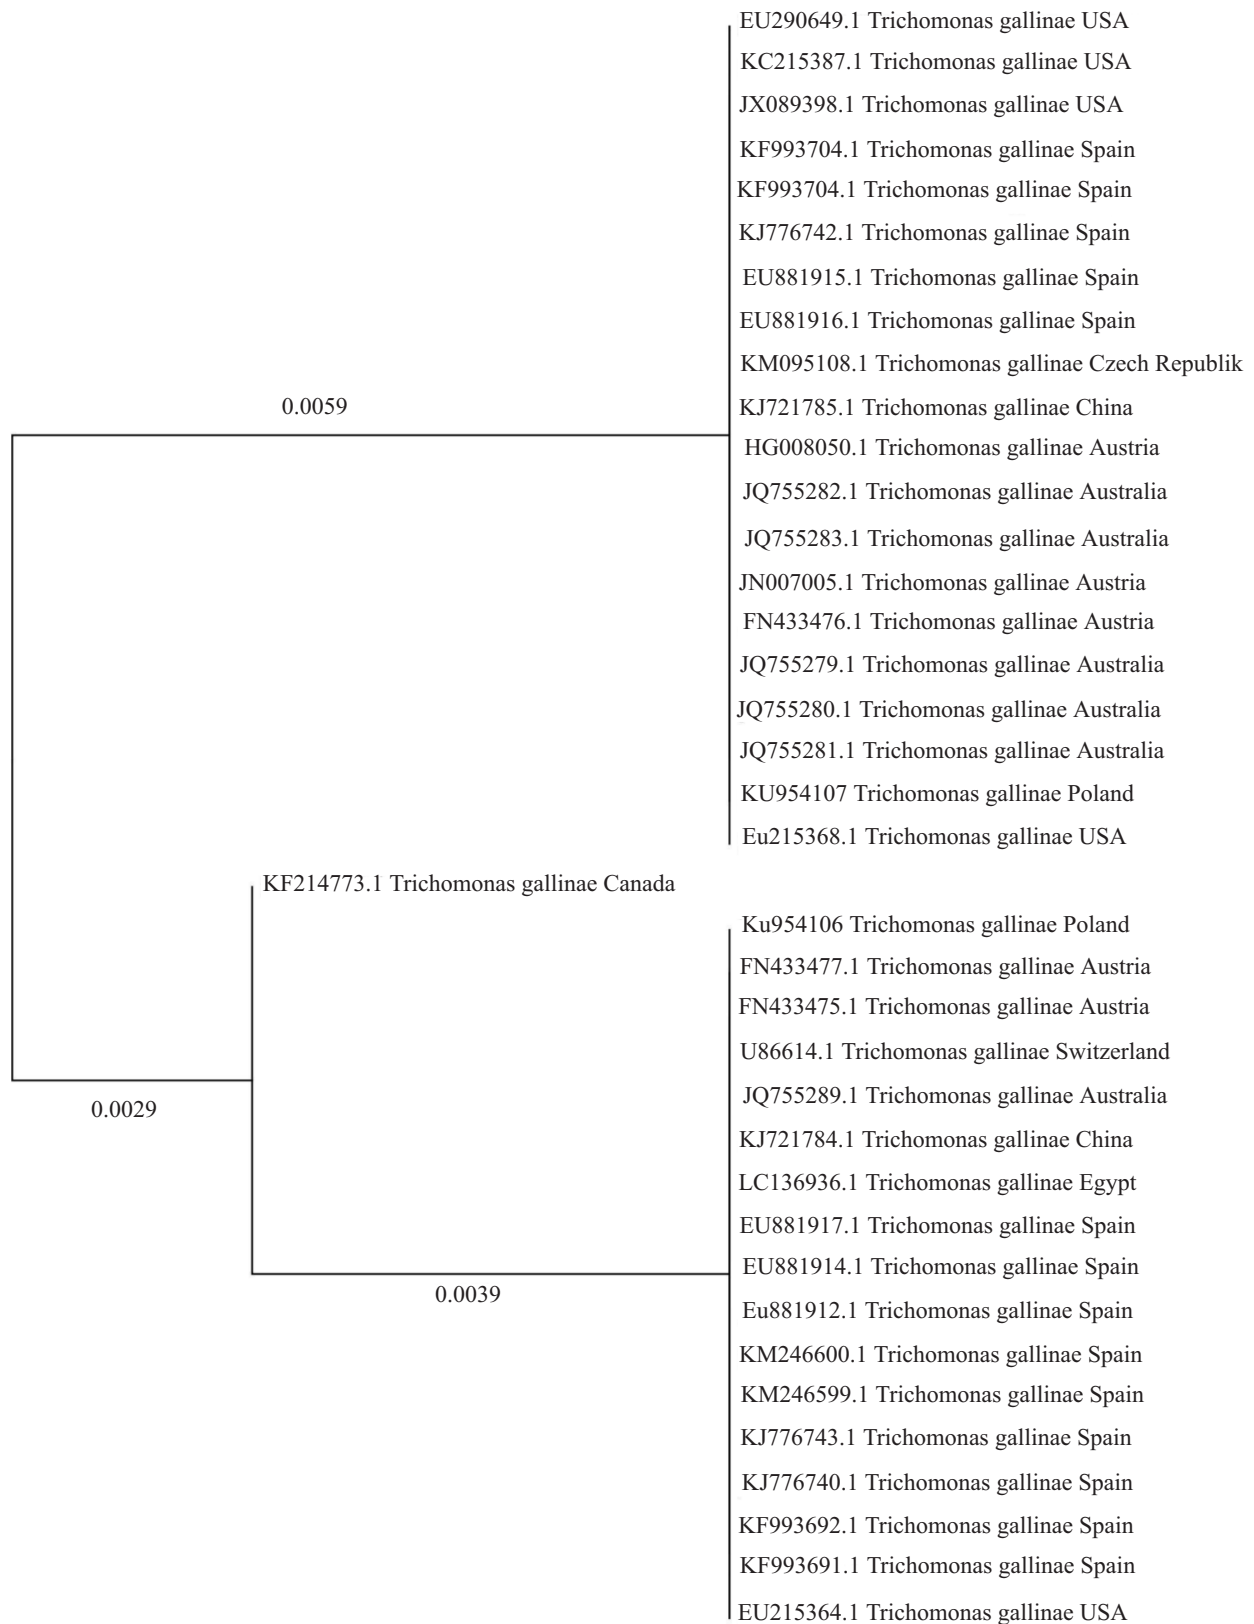 EU290649.1 Trichomonas gallinae USA
KC215387.1 Trichomonas gallinae USA
JX089398.1 Trichomonas gallinae USA
KF993704.1 Trichomonas gallinae Spain
KF993704.1 Trichomonas gallinae Spain
KJ776742.1 Trichomonas gallinae Spain
EU881915.1 Trichomonas gallinae Spain
EU881916.1 Trichomonas gallinae Spain
KM095108.1 Trichomonas gallinae Czech Republik
0.0059
KJ721785.1 Trichomonas gallinae China
HG008050.1 Trichomonas gallinae Austria
JQ755282.1 Trichomonas gallinae Australia
JQ755283.1 Trichomonas gallinae Australia
JN007005.1 Trichomonas gallinae Austria
FN433476.1 Trichomonas gallinae Austria
JQ755279.1 Trichomonas gallinae Australia
JQ755280.1 Trichomonas gallinae Australia
JQ755281.1 Trichomonas gallinae Australia
KU954107 Trichomonas gallinae Poland
Eu215368.1 Trichomonas gallinae USA
KF214773.1 Trichomonas gallinae Canada
Ku954106 Trichomonas gallinae Poland
FN433477.1 Trichomonas gallinae Austria
FN433475.1 Trichomonas gallinae Austria
U86614.1 Trichomonas gallinae Switzerland
JQ755289.1 Trichomonas gallinae Australia
0.0029
KJ721784.1 Trichomonas gallinae China
LC136936.1 Trichomonas gallinae Egypt
EU881917.1 Trichomonas gallinae Spain
EU881914.1 Trichomonas gallinae Spain
0.0039
Eu881912.1 Trichomonas gallinae Spain
KM246600.1 Trichomonas gallinae Spain
KM246599.1 Trichomonas gallinae Spain
KJ776743.1 Trichomonas gallinae Spain
KJ776740.1 Trichomonas gallinae Spain
KF993692.1 Trichomonas gallinae Spain
KF993691.1 Trichomonas gallinae Spain
EU215364.1 Trichomonas gallinae USA